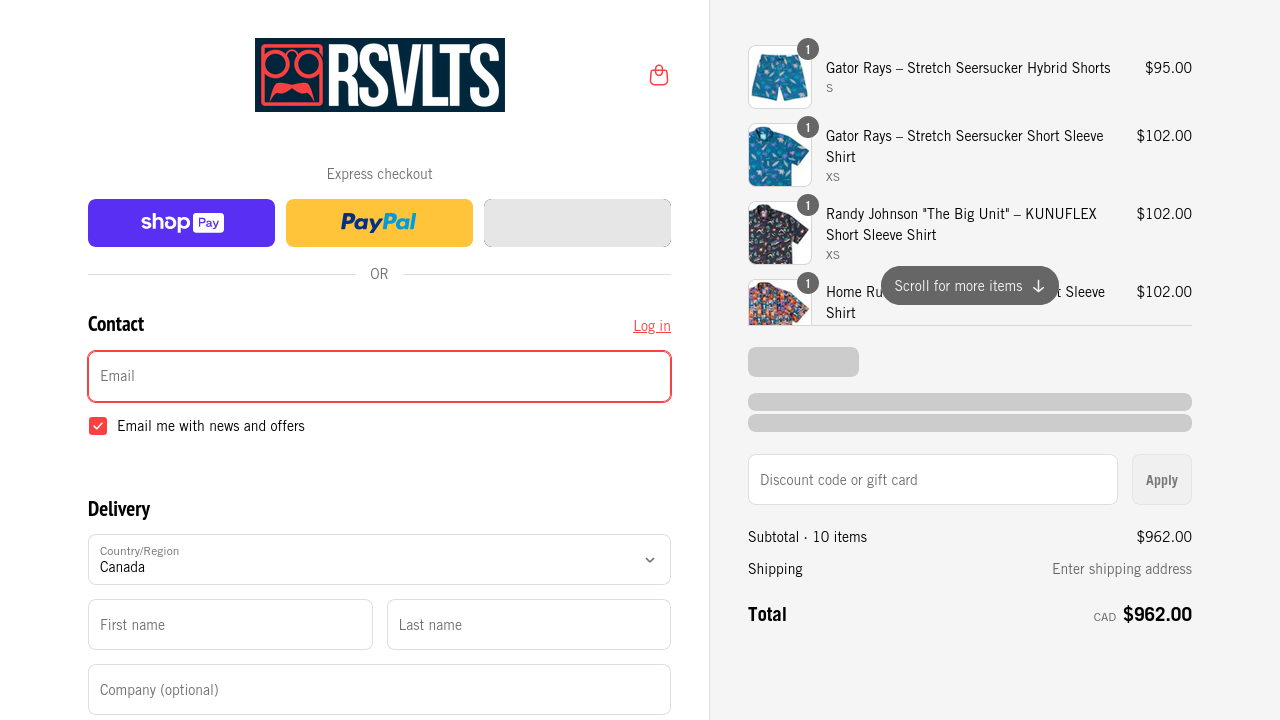 RSVLTS
Express checkout
shop Pay
PayPal
OR
Contact
Log in
Email
Email me with news and offers
Delivery
Country/Region
Canada
First name
Last name
Company (optional)
1
Gator Rays – Stretch Seersucker Hybrid Shorts
$95.00
S
1
Gator Rays – Stretch Seersucker Short Sleeve
Shirt
$102.00
XS
1
Randy Johnson "The Big Unit" – KUNUFLEX
Short Sleeve Shirt
$102.00
XS
1
Home Ru
Sleeve
Shirt
$102.00
Scroll for more items
Discount code or gift card
Apply
Subtotal · 10 items
$962.00
Shipping
Enter shipping address
Total
CAD $962.00